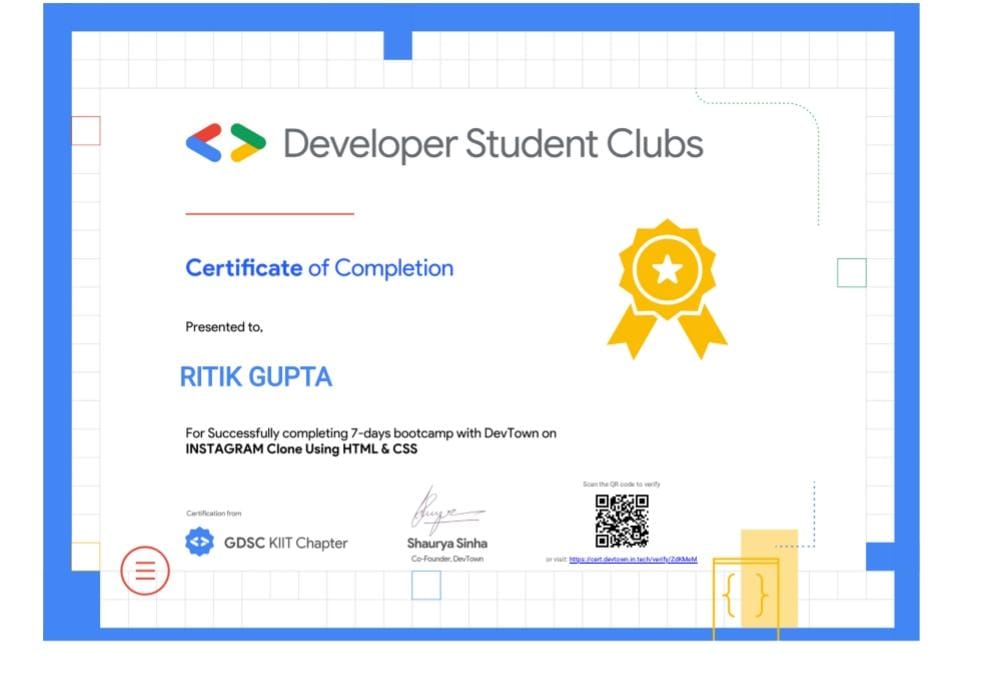 Developer Student Clubs
Certificate of Completion
Presented to,
RITIK GUPTA
For Successfully completing 7-days bootcamp with DevTown on
INSTAGRAM Clone Using HTML & CSS
Scan the QR code to verify
Certification from
GDSC KIIT Chapter
Shaurya Sinha
Co-Founder, DevTown
or visit: https://cert.devtown.in.tech/verify/ZdKMeM
{ }